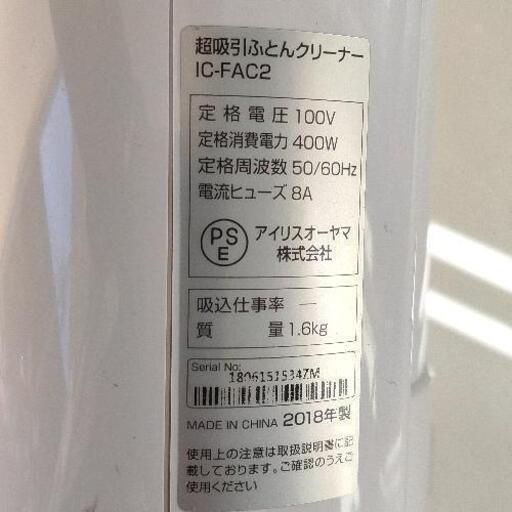 超吸引ふとんクリーナー
IC-FAC2
定格電圧 100V
定格消費電力 400W
定格周波数 50/60Hz
電流ヒューズ 8A
PS
E
アイリスオーヤマ
株式会社
吸込仕事率 —
質量 1.6kg
Serial No:
1806151534ZM
MADE IN CHINA 2018年製
使用上の注意は取扱説明書に記
載しております。ご確認のうえご
使用ください